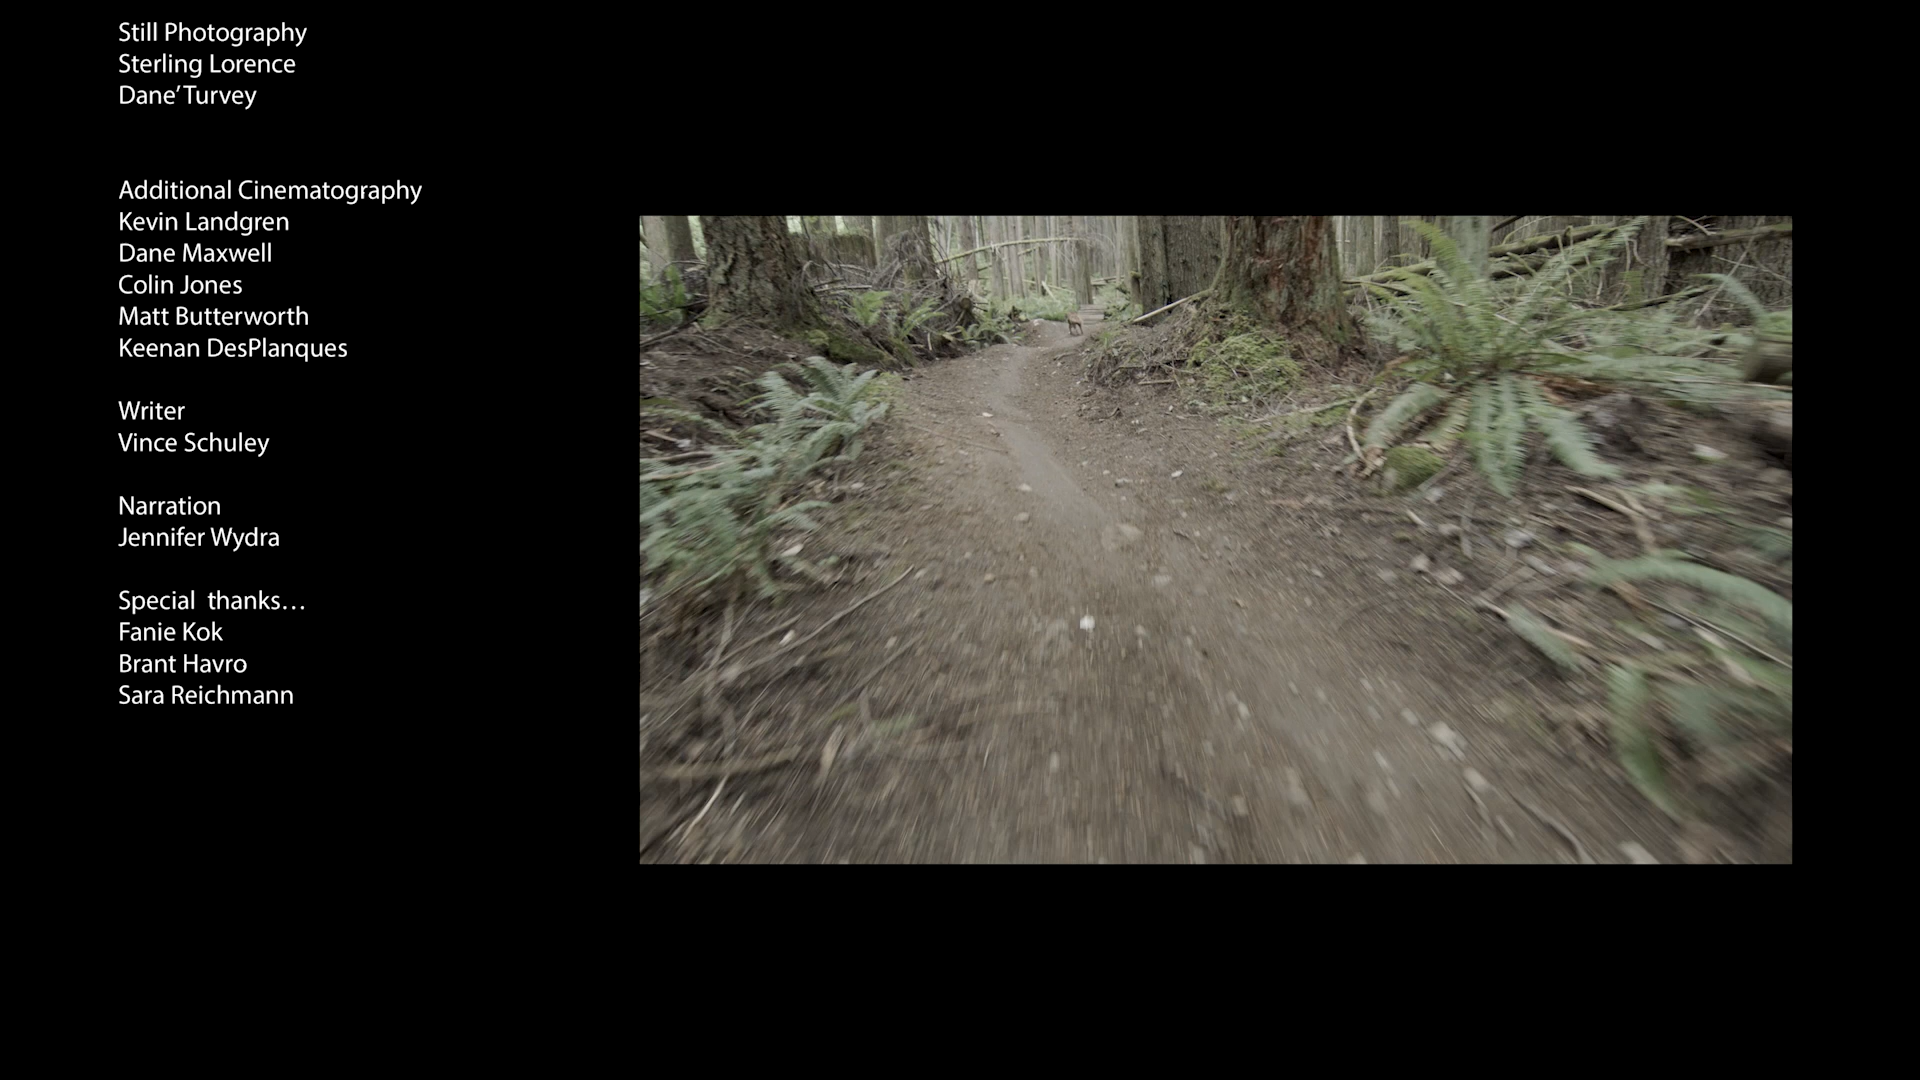 Still Photography
Sterling Lorence
Dane’ Turvey
Additional Cinematography
Kevin Landgren
Dane Maxwell
Colin Jones
Matt Butterworth
Keenan DesPlanques
Writer
Vince Schuley
Narration
Jennifer Wydra
Special  thanks…
Fanie Kok
Brant Havro
Sara Reichmann